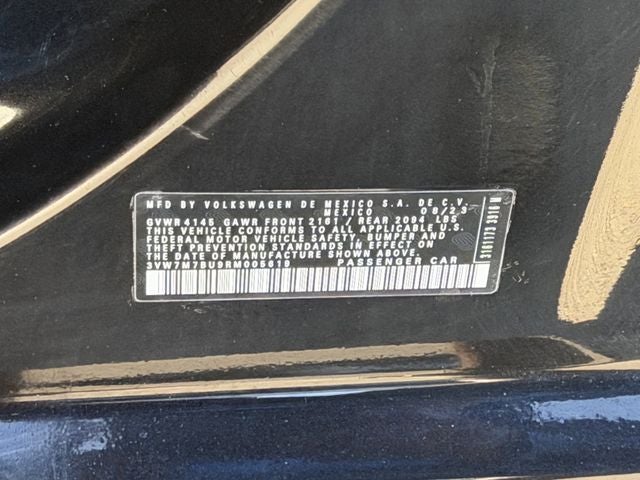 MFD BY VOLKSWAGEN DE MEXICO S.A. DE C.V.
MEXICO 06/23
GVWR 4145 GAWR FRONT 2161 / REAR 2094 LBS
THIS VEHICLE CONFORMS TO ALL APPLICABLE U.S.
FEDERAL MOTOR VEHICLE SAFETY, BUMPER AND
THEFT PREVENTION STANDARDS IN EFFECT ON
THE DATE OF MANUFACTURE SHOWN ABOVE.
3VW7M7BU9RM005619 PASSENGER CAR